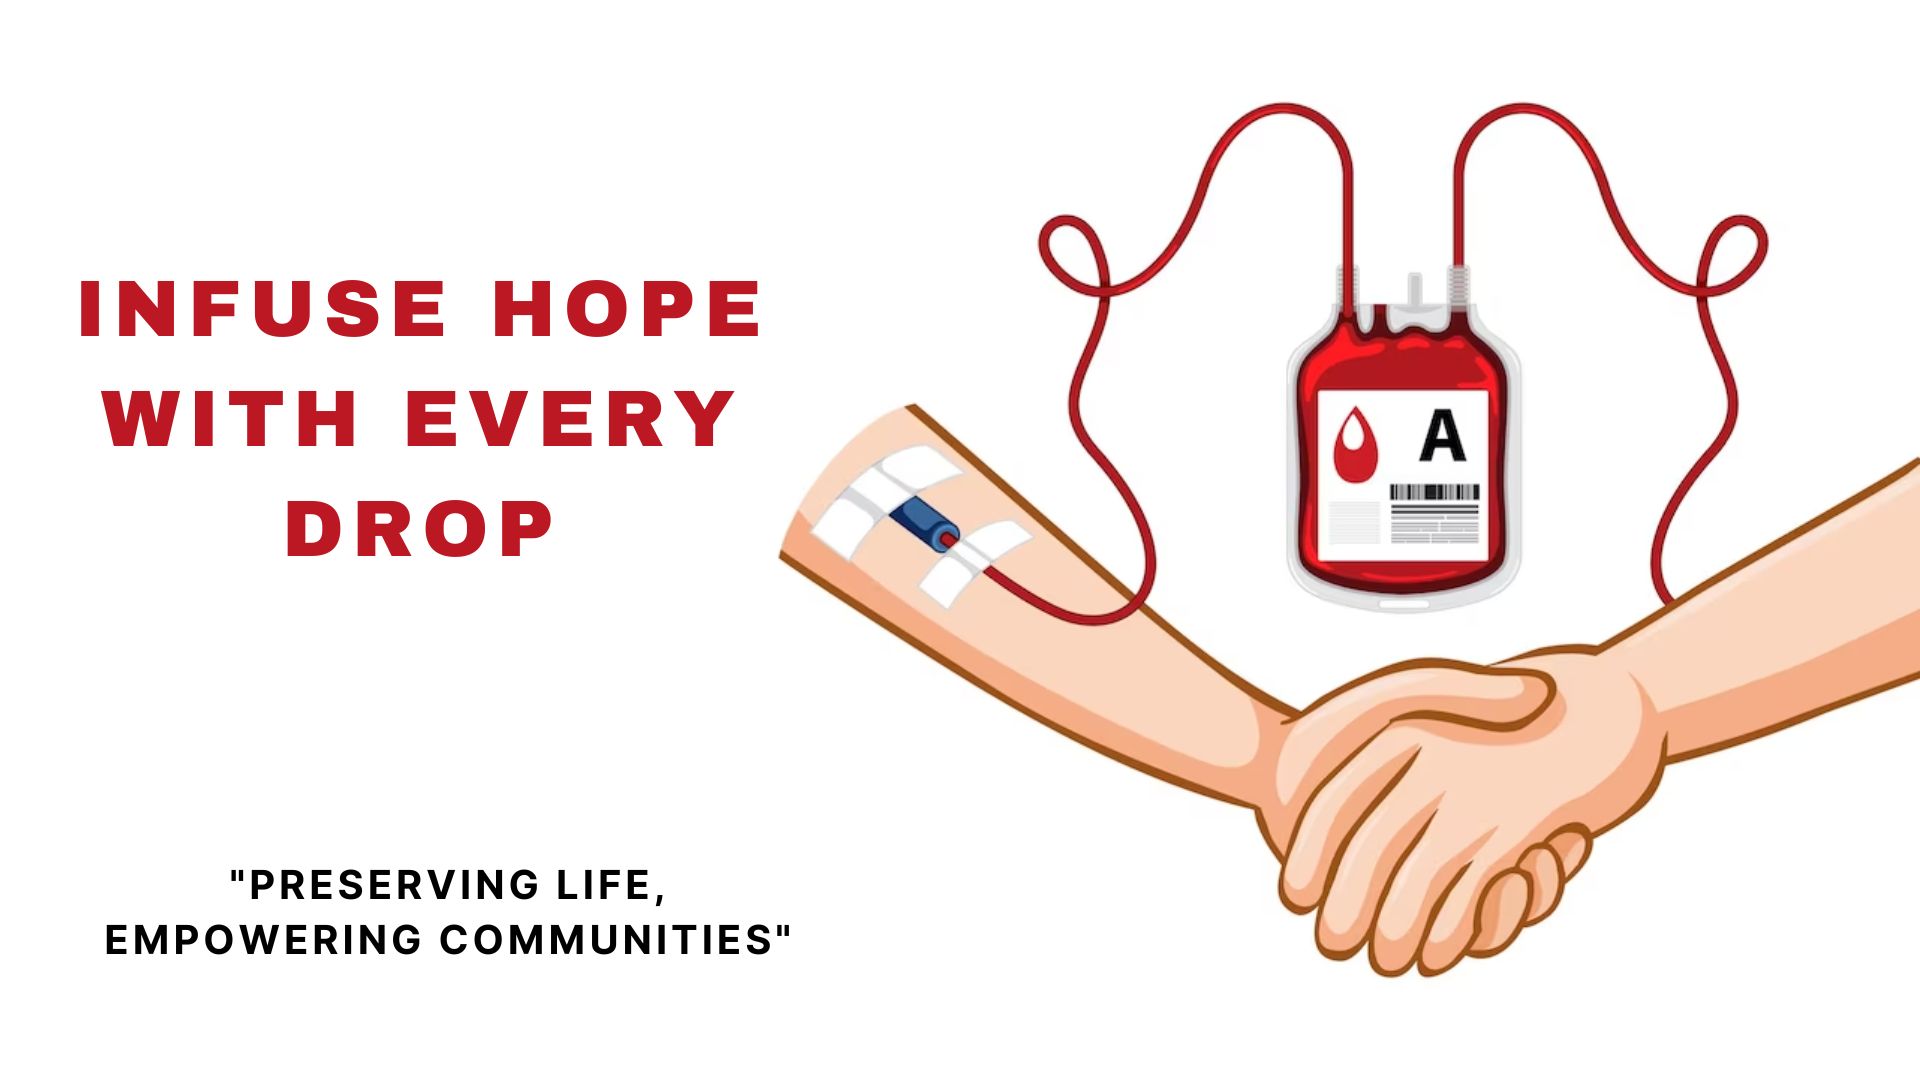 INFUSE HOPE
WITH EVERY
DROP
A
"PRESERVING LIFE,
EMPOWERING COMMUNITIES"